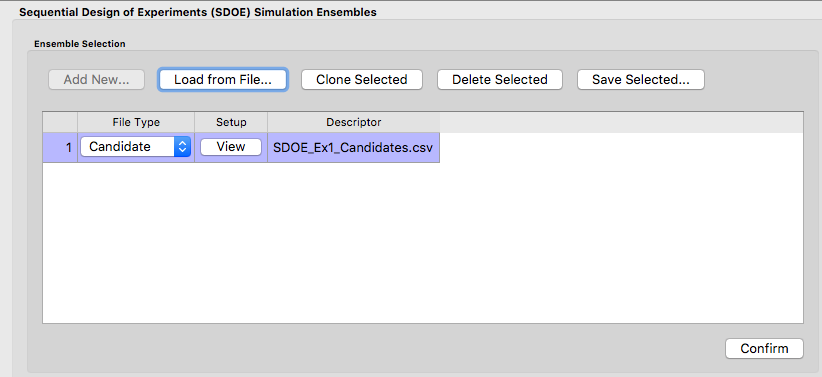 Sequential Design of Experiments (SDOE) Simulation Ensembles
Ensemble Selection
Add New... Load from File... Clone Selected Delete Selected Save Selected...
File Type Setup Descriptor
1 Candidate View SDOE_Ex1_Candidates.csv
Confirm